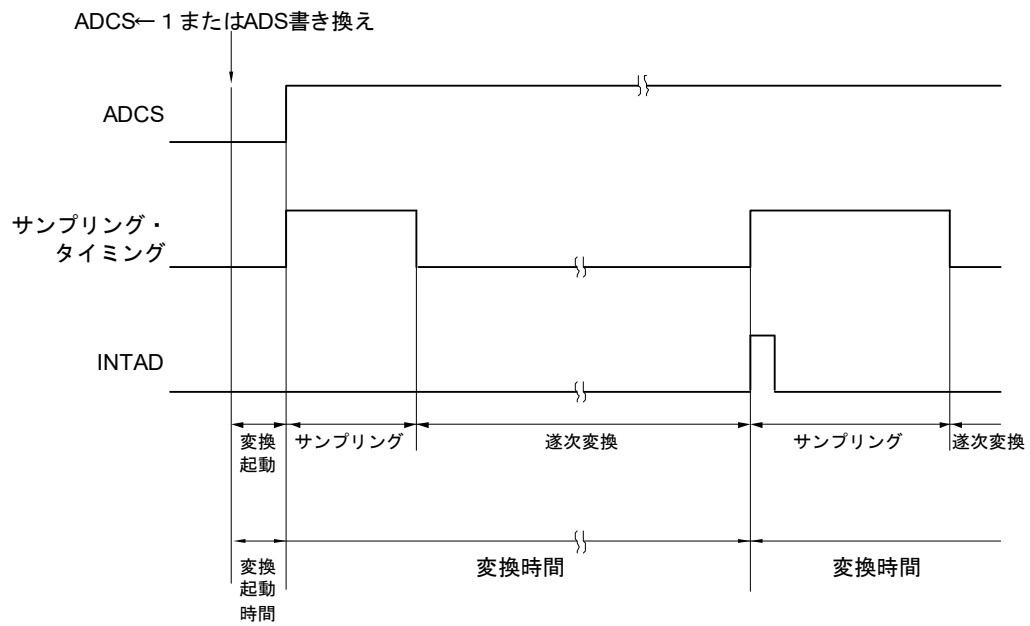 ADCS←１またはADS書き換え
ADCS
サンプリング・
タイミング
INTAD
変換
起動
サンプリング
遂次変換
サンプリング
遂次変換
変換
起動
時間
変換時間
変換時間